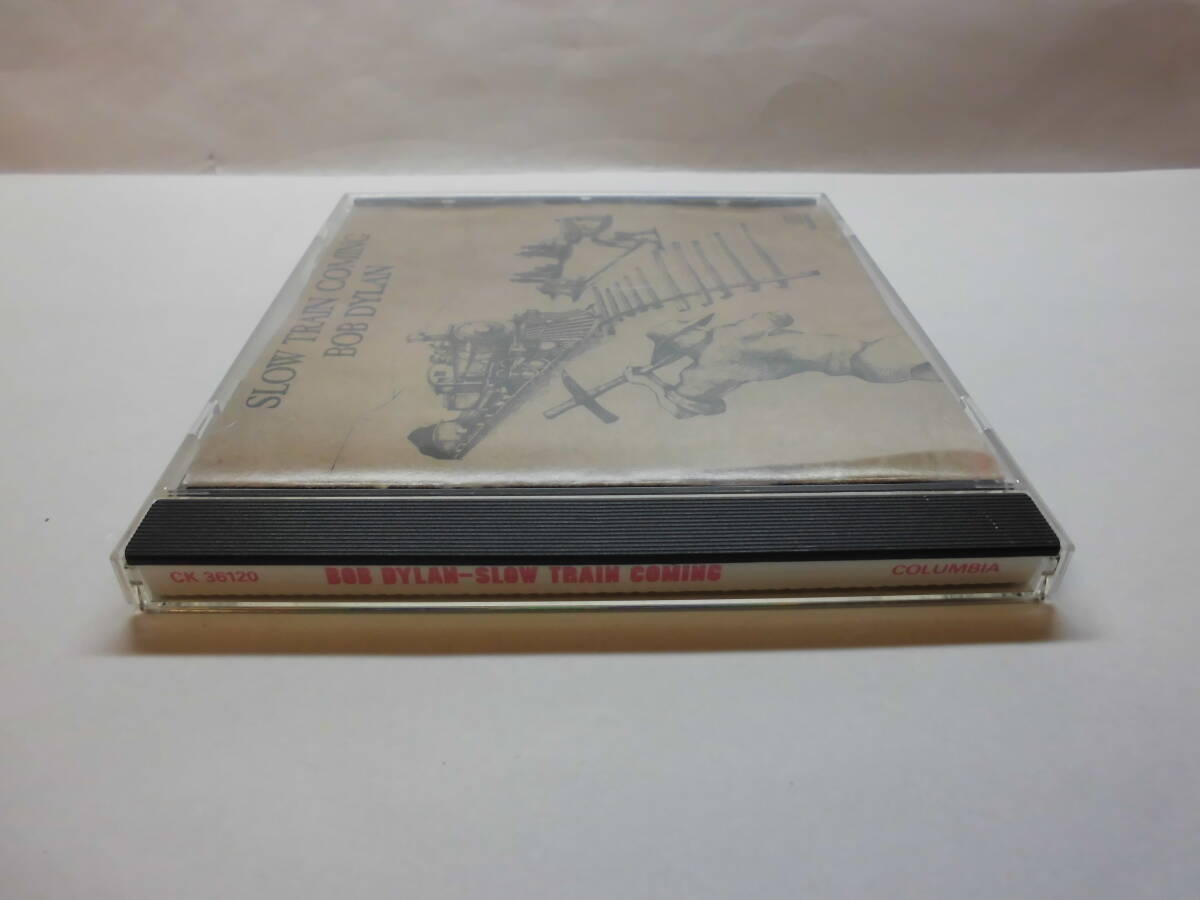 SLOW TRAIN COMING
BOB DYLAN
CK 36120 BOB DYLAN-SLOW TRAIN COMING COLUMBIA